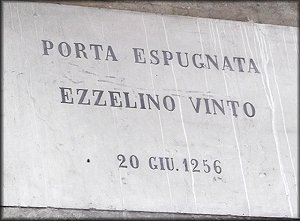 PORTA ESPUGNATA
EZZELINO VINTO
20 GIU. 1256